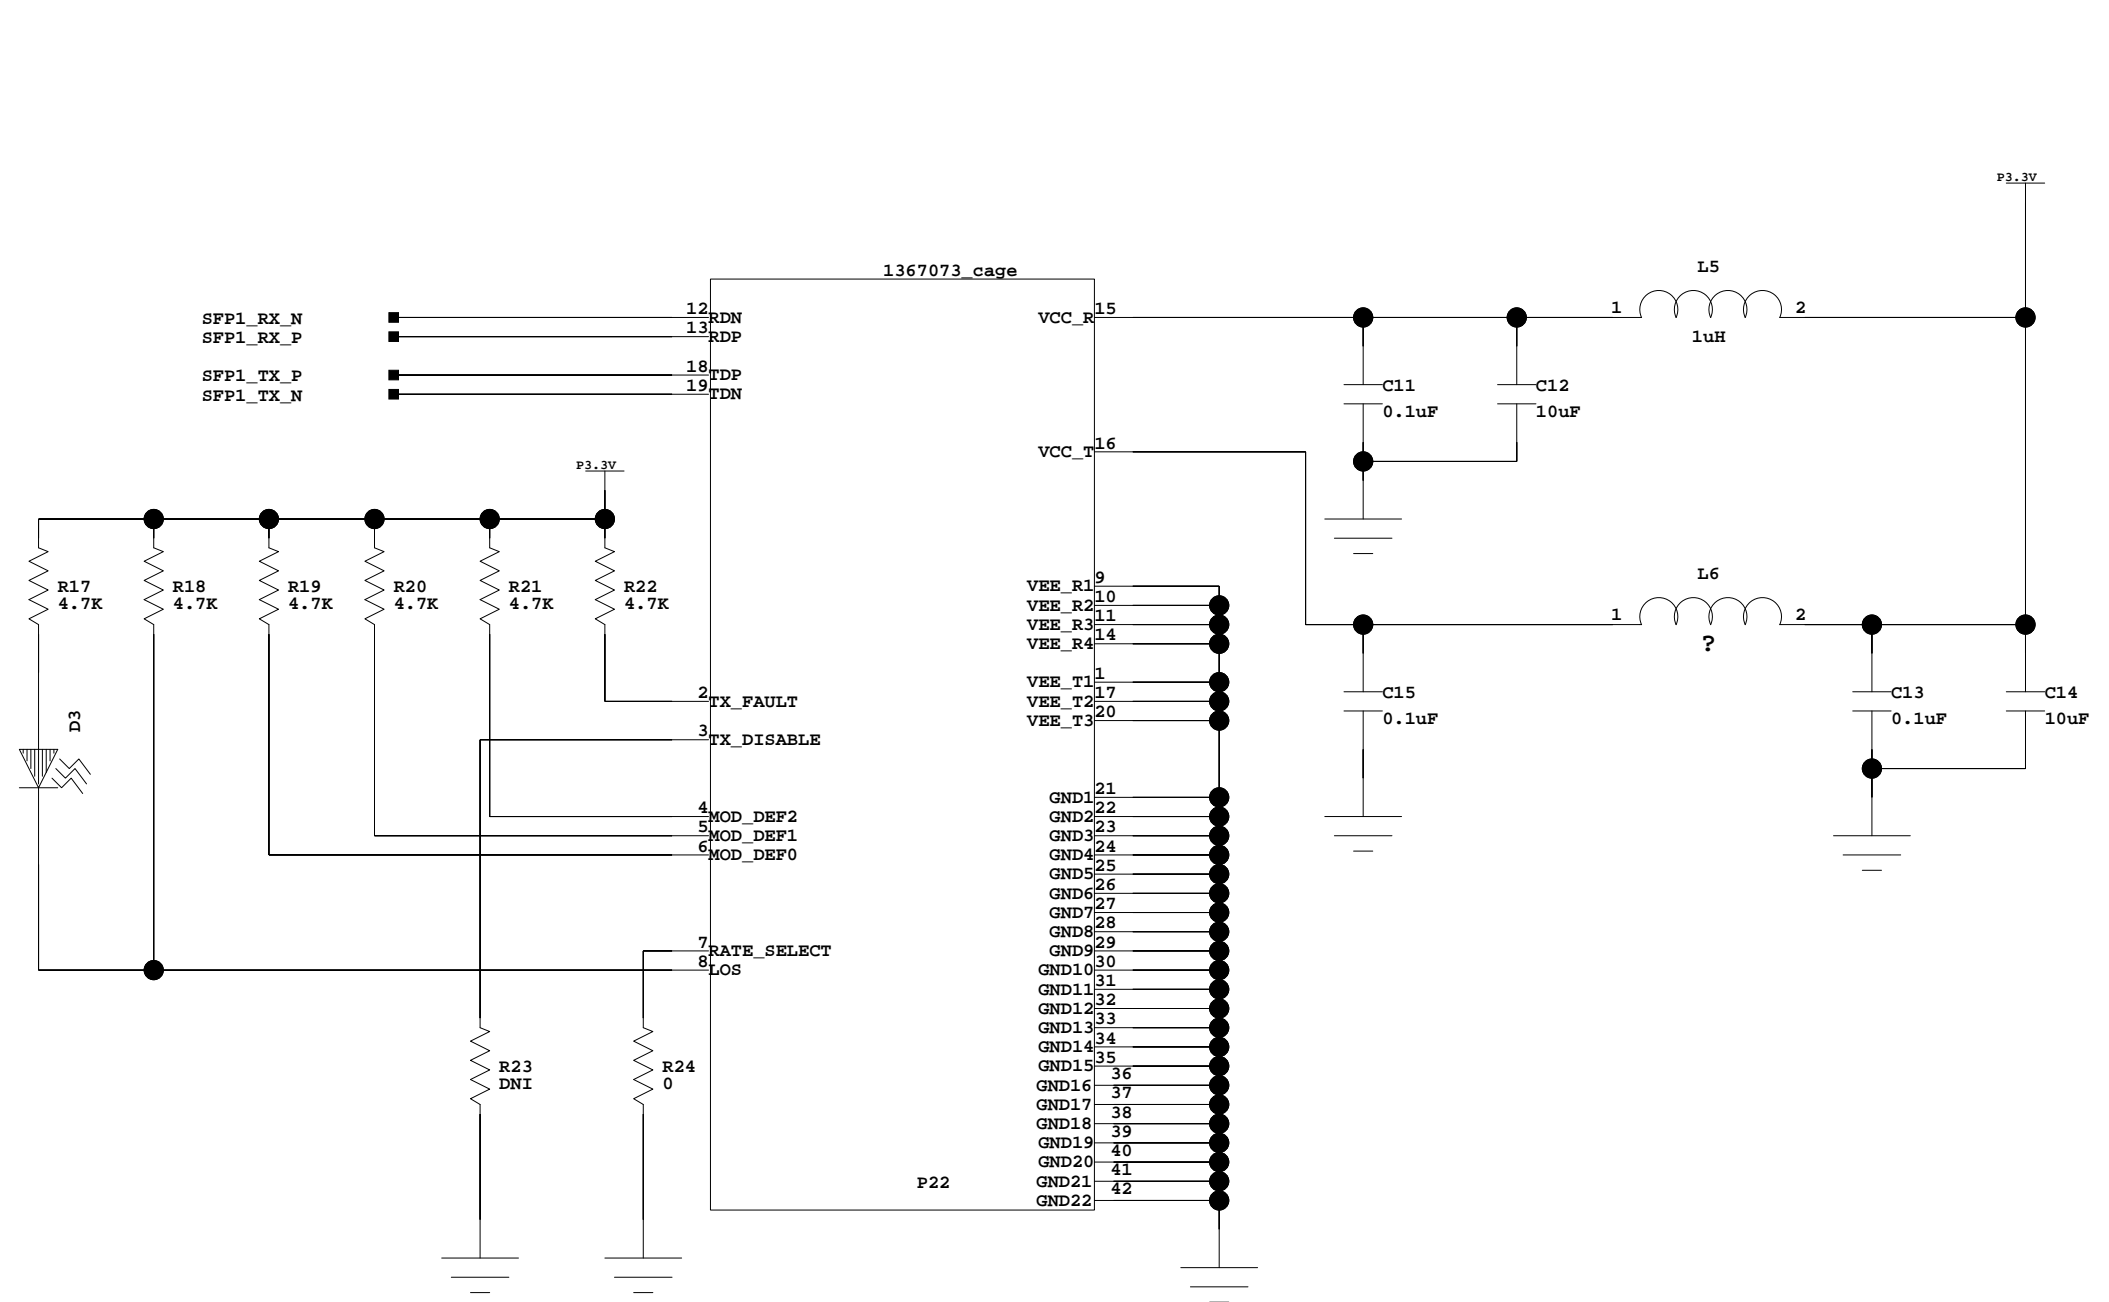 P3.3V
L5
1 2
1uH
1367073_cage
SFP1_RX_N 12 RDN
SFP1_RX_P 13 RDP
SFP1_TX_P 18 TDP
SFP1_TX_N 19 TDN
VCC_R 15
C11
0.1uF
C12
10uF
VCC_T 16
P3.3V
R17
4.7K
R18
4.7K
R19
4.7K
R20
4.7K
R21
4.7K
R22
4.7K
L6
1 2
?
VEE_R1 9
VEE_R2 10
VEE_R3 11
VEE_R4 14
VEE_T1 1
VEE_T2 17
VEE_T3 20
C15
0.1uF
C13
0.1uF
C14
10uF
D3
2 TX_FAULT
3 TX_DISABLE
4 MOD_DEF2
5 MOD_DEF1
6 MOD_DEF0
7 RATE_SELECT
8 LOS
GND1 21
GND2 22
GND3 23
GND4 24
GND5 25
GND6 26
GND7 27
GND8 28
GND9 29
GND10 30
GND11 31
GND12 32
GND13 33
GND14 34
GND15 35
GND16 36
GND17 37
GND18 38
GND19 39
GND20 40
GND21 41
GND22 42
R23
DNI
R24
0
P22